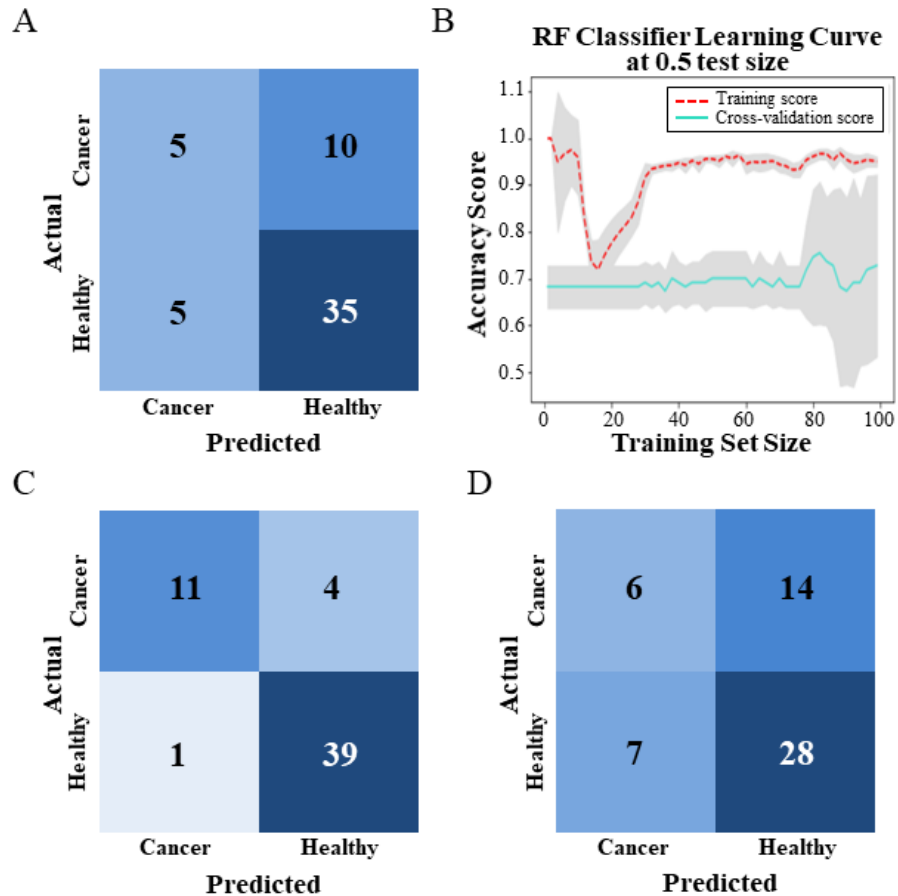 A
Actual
Cancer
Healthy
5 10
5 35
Cancer Healthy
Predicted
B
RF Classifier Learning Curve
at 0.5 test size
Training score
Cross-validation score
Accuracy Score
1.1
1.0
0.9
0.8
0.7
0.6
0.5
0 20 40 60 80 100
Training Set Size
C
Actual
Cancer
Healthy
11 4
1 39
Cancer Healthy
Predicted
D
Actual
Cancer
Healthy
6 14
7 28
Cancer Healthy
Predicted